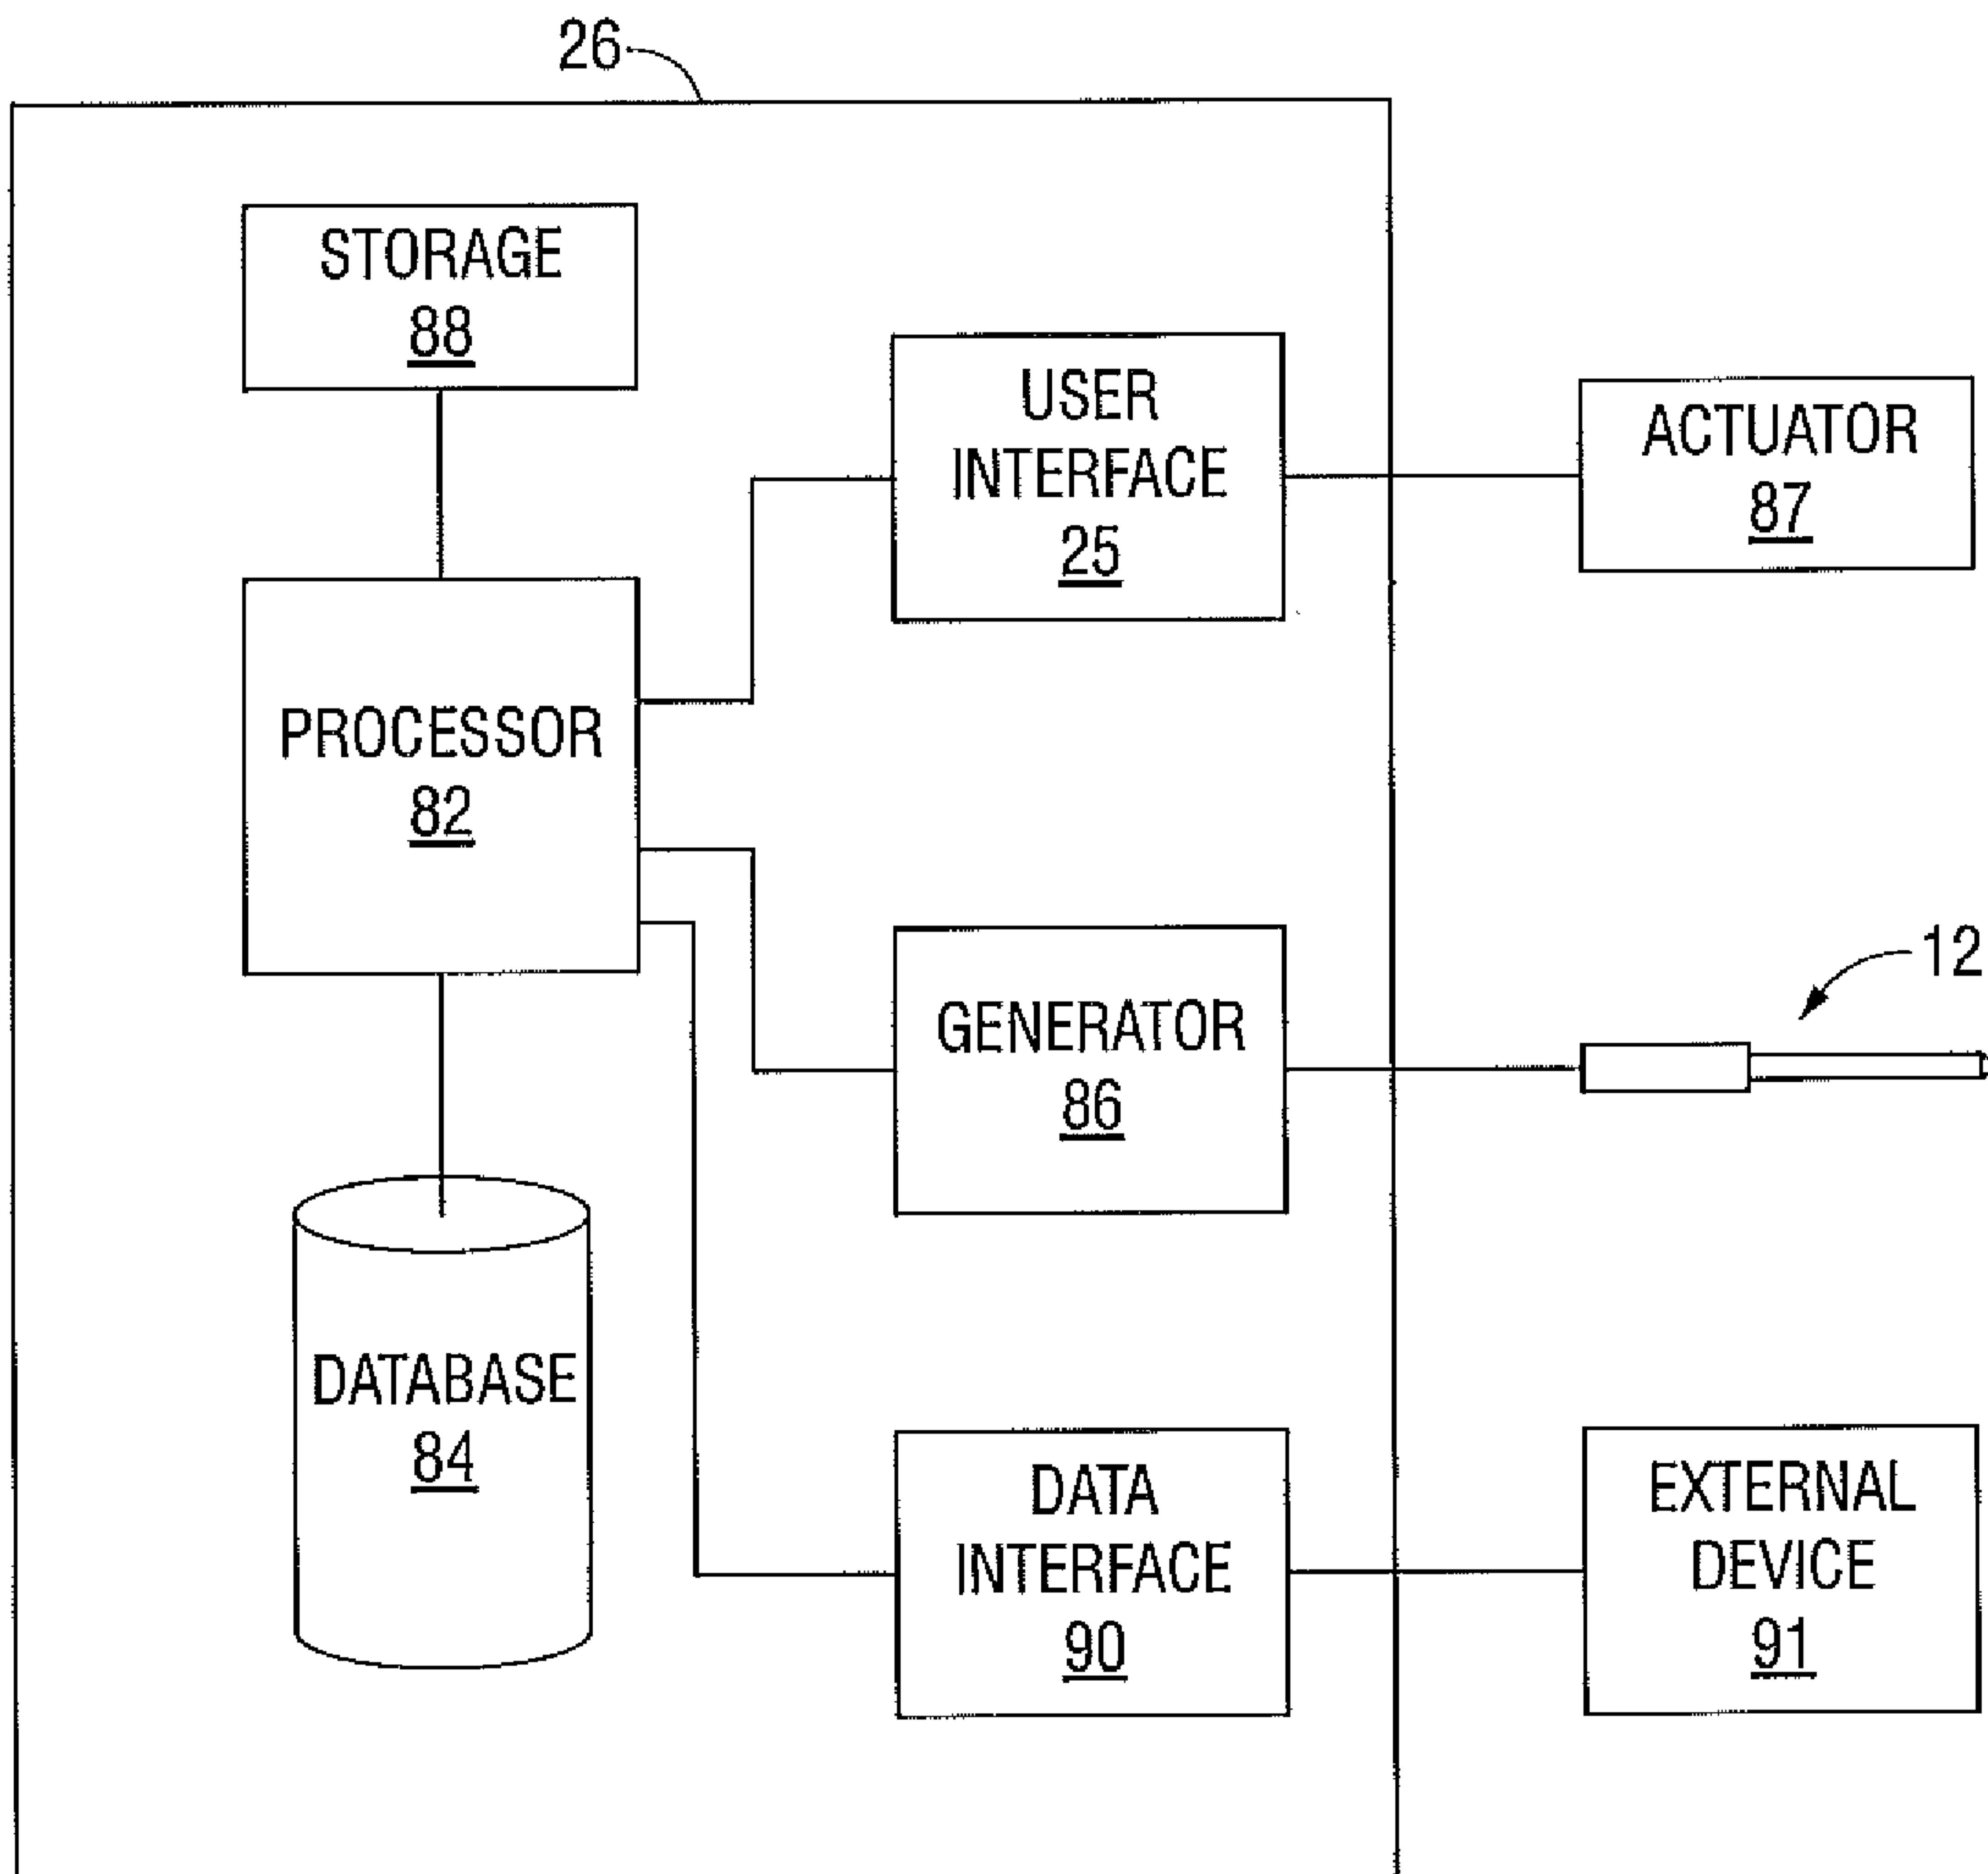 26
STORAGE
88
USER
INTERFACE
25
ACTUATOR
87
PROCESSOR
82
12
GENERATOR
86
DATABASE
84
DATA
INTERFACE
90
EXTERNAL
DEVICE
91